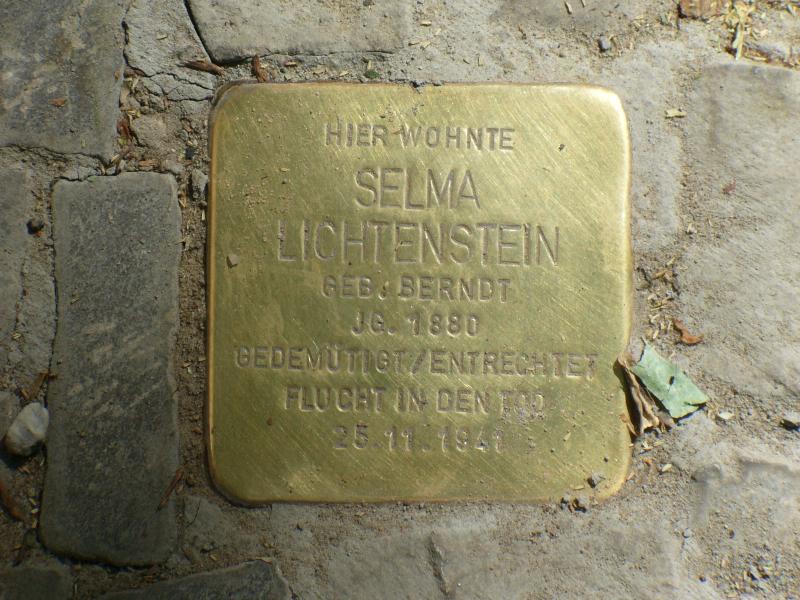 HIER WOHNTE
SELMA
LICHTENSTEIN
GEB. BERNDT
JG. 1880
GEDEMÜTIGT/ENTRECHTET
FLUCHT IN DEN TOD
25.11.1941